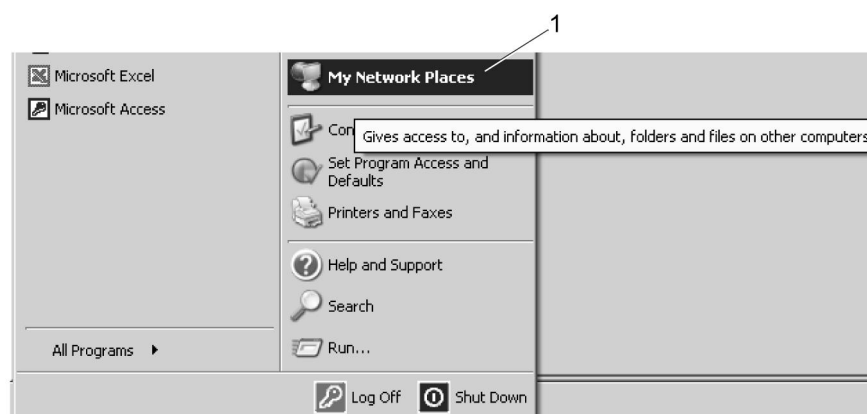 1
Microsoft Excel
Microsoft Access
All Programs
My Network Places
Con
Gives access to, and information about, folders and files on other computers
Set Program Access and
Defaults
Printers and Faxes
Help and Support
Search
Run...
Log Off
Shut Down